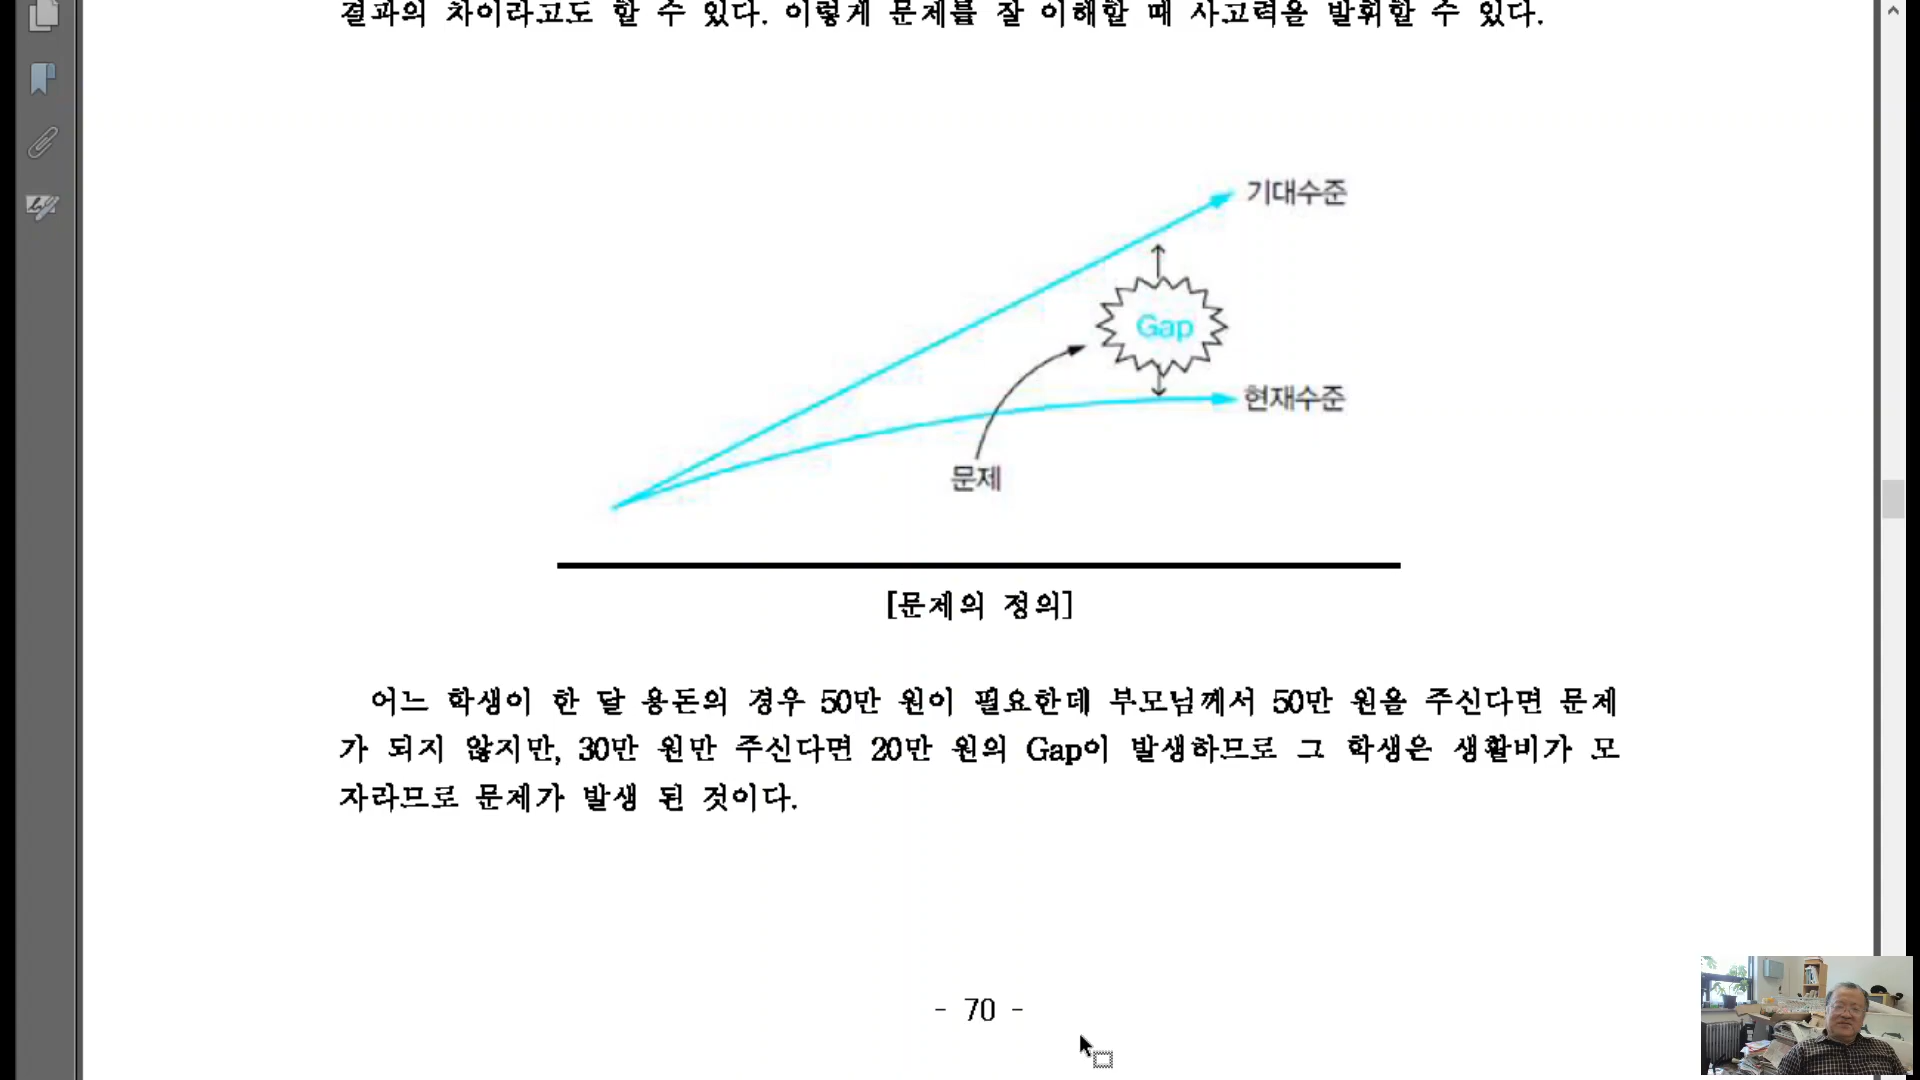 결과의 차이라고도 할 수 있다. 이렇게 문제를 잘 이해할 때 사고력을 발휘할 수 있다.
기대수준
Gap
현재수준
문제
[문제의 정의]
어느 학생이 한 달 용돈의 경우 50만 원이 필요한데 부모님께서 50만 원을 주신다면 문제
가 되지 않지만, 30만 원만 주신다면 20만 원의 Gap이 발생하므로 그 학생은 생활비가 모
자라므로 문제가 발생 된 것이다.
- 70 -